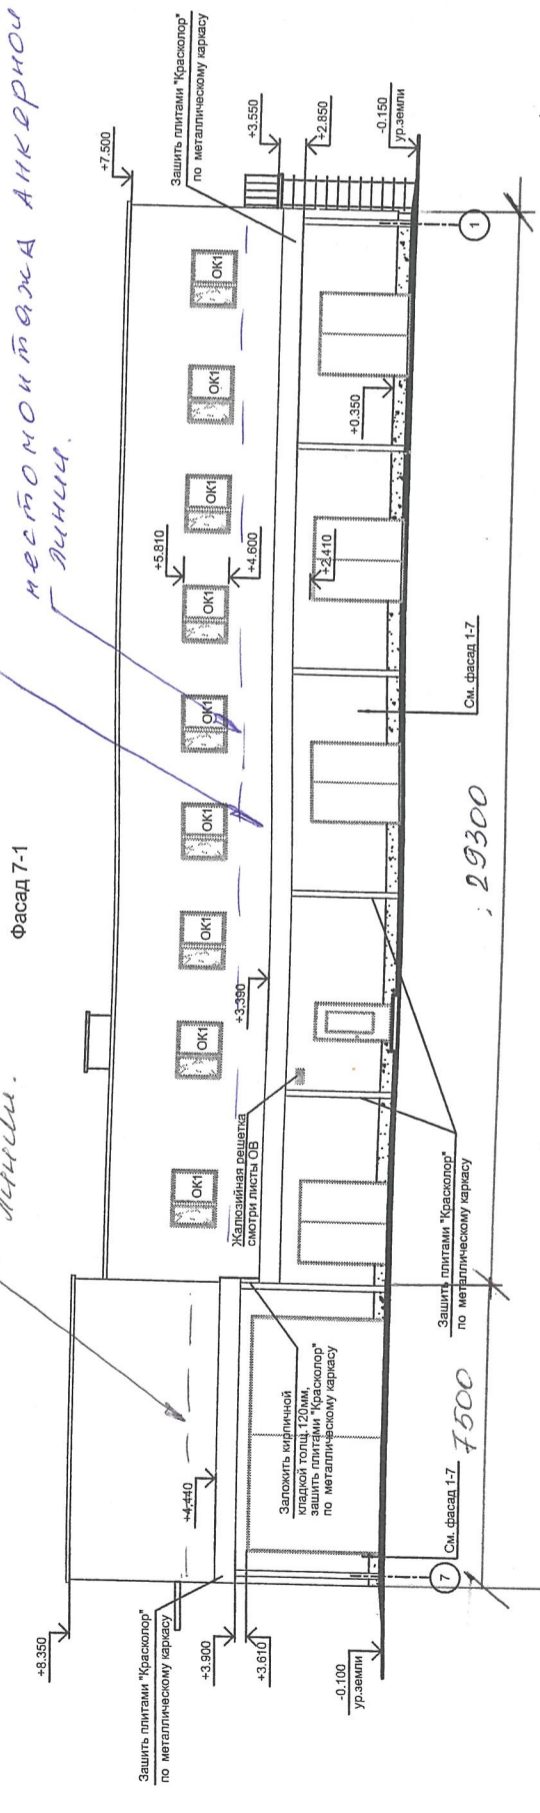 Фасад 7-1
линии.
место монтажа анкерной
линии.
+8.350
Зашить плитами "Красколор"
по металлическому каркасу
+3.900
+3.610
-0.100
ур.земли
+4.440
7
См. фасад 1-7
7500
Заложить кирпичной
кладкой толщ.120мм,
зашить плитами "Красколор"
по металлическому каркасу
Жалюзийная решетка
смотри листы ОВ
+3.390
ОК1
ОК1
ОК1
ОК1
ОК1
ОК1
ОК1
ОК1
ОК1
+5.810
+4.600
+2.410
+0.350
Зашить плитами "Красколор"
по металлическому каркасу
29300
См. фасад 1-7
+7.500
Зашить плитами "Красколор"
по металлическому каркасу
+3.550
+2.850
-0.150
ур.земли
1